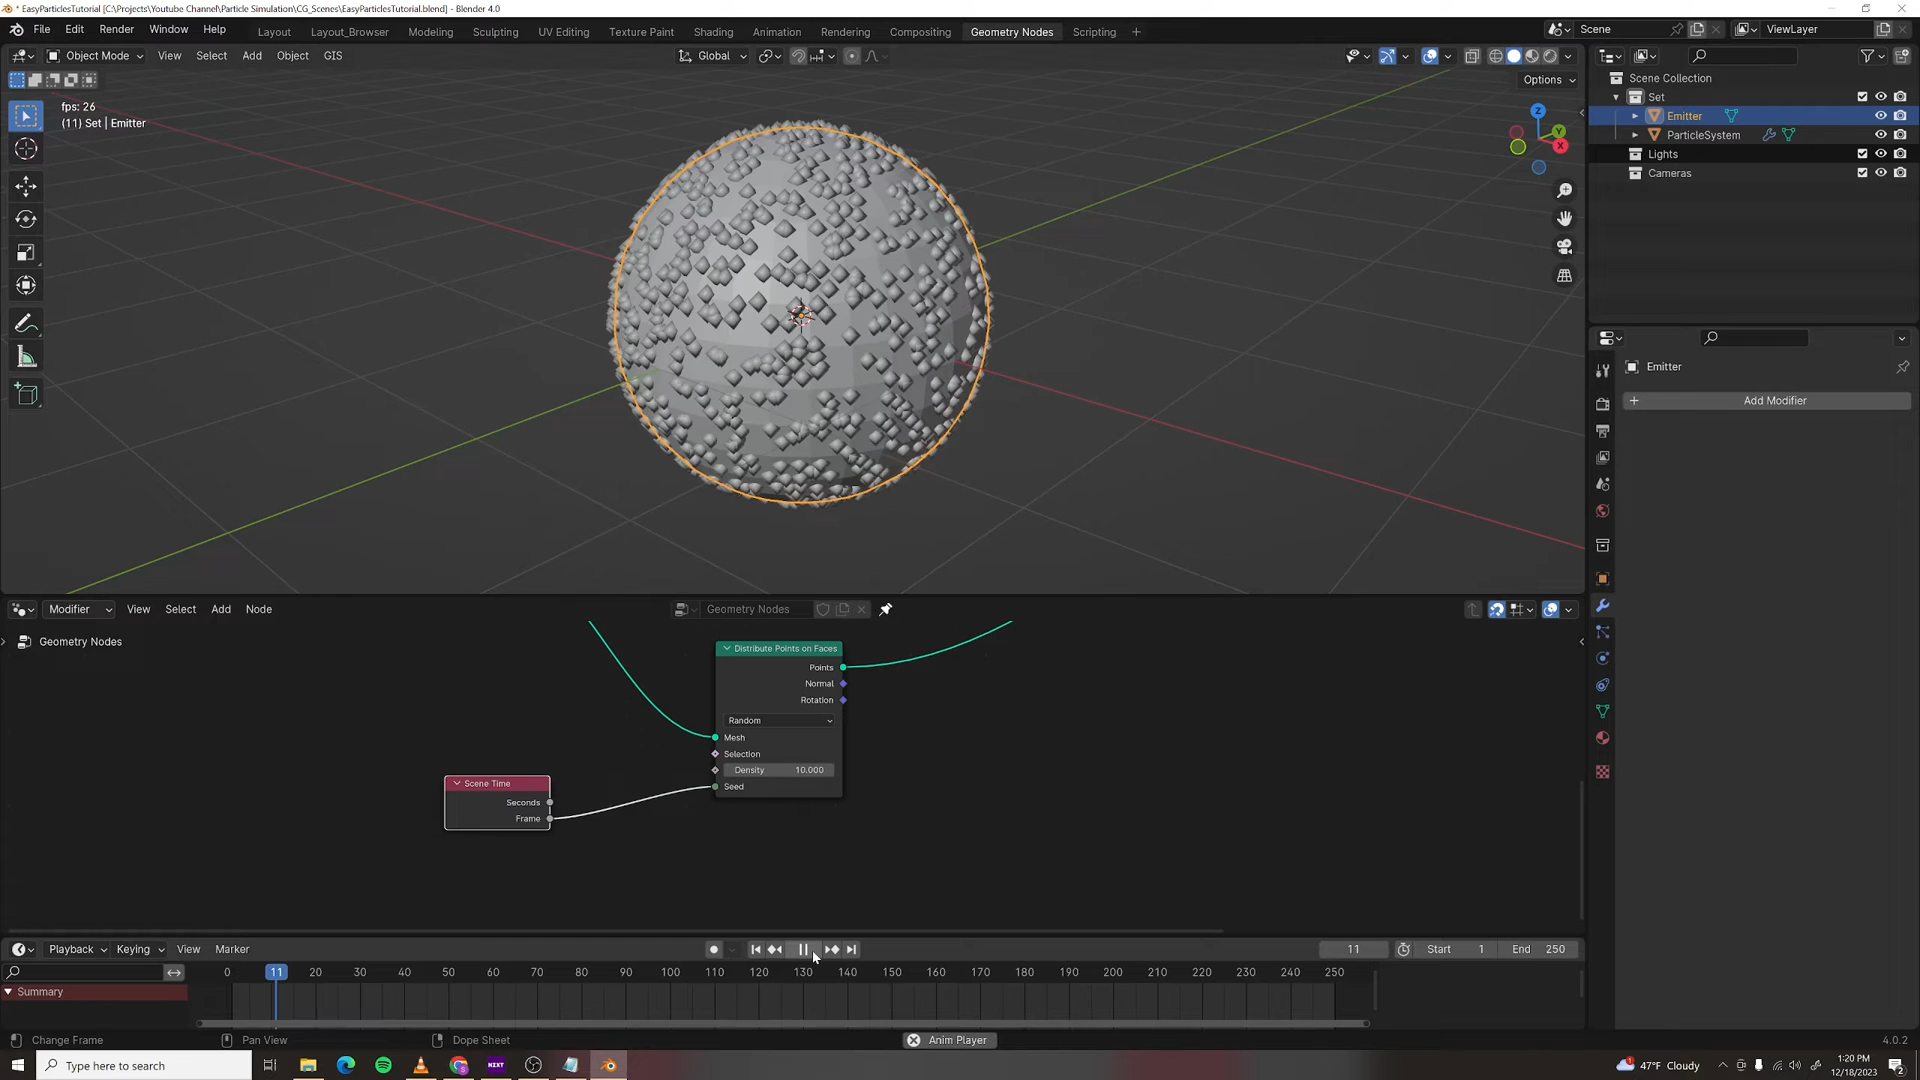 * EasyParticlesTutorial [C:\Projects\Youtube Channel\Particle Simulation\CG_Scenes\EasyParticlesTutorial.blend] - Blender 4.0
File Edit Render Window Help
Layout Layout_Browser Modeling Sculpting UV Editing Texture Paint Shading Animation Rendering Compositing Geometry Nodes Scripting +
Scene
ViewLayer
Object Mode View Select Add Object GIS
Global
Options
fps: 26
(11) Set | Emitter
Z
Y
X
Scene Collection
Set
Emitter
ParticleSystem
Lights
Cameras
Emitter
+ Add Modifier
Modifier View Select Add Node
Geometry Nodes
Geometry Nodes
Distribute Points on Faces
Points
Normal
Rotation
Random
Mesh
Selection
Density 10.000
Seed
Scene Time
Seconds
Frame
Playback Keying View Marker
11
Start 1 End 250
0 11 20 30 40 50 60 70 80 90 100 110 120 130 140 150 160 170 180 190 200 210 220 230 240 250
Summary
Change Frame
Pan View
Dope Sheet
Anim Player
4.0.2
Type here to search
NZXT
47°F Cloudy
1:20 PM
12/18/2023
2